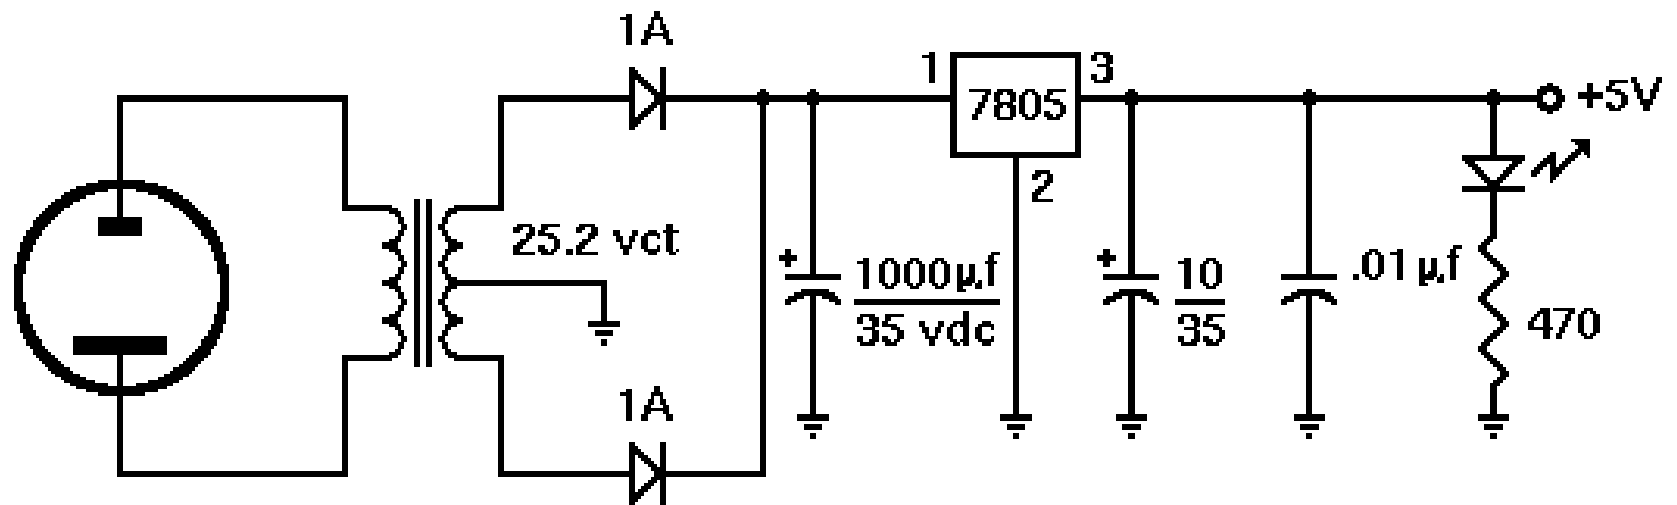 1A
1
7805
3
+5V
2
25.2 vct
+
1000µf
35 vdc
+
10
35
.01µf
470
1A